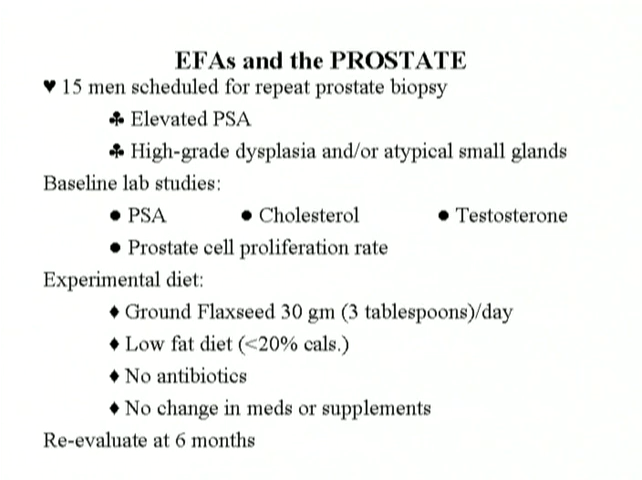 EFAs and the PROSTATE
♥ 15 men scheduled for repeat prostate biopsy
♣ Elevated PSA
♣ High-grade dysplasia and/or atypical small glands
Baseline lab studies:
● PSA ● Cholesterol ● Testosterone
● Prostate cell proliferation rate
Experimental diet:
♦ Ground Flaxseed 30 gm (3 tablespoons)/day
♦ Low fat diet (<20% cals.)
♦ No antibiotics
♦ No change in meds or supplements
Re-evaluate at 6 months